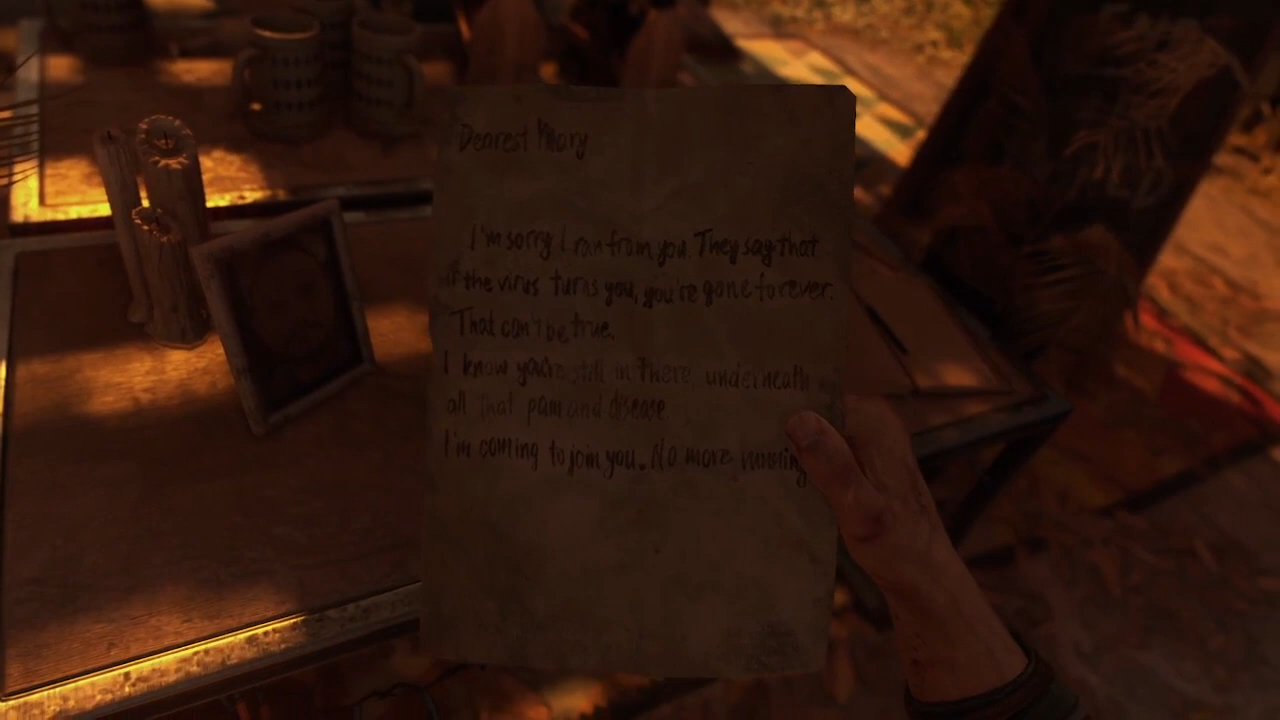 Dearest Mary
I'm sorry I ran from you. They say that
if the virus turns you, you're gone forever.
That can't be true.
I know you're still in there underneath
all that pain and disease
I'm coming to join you. No more running